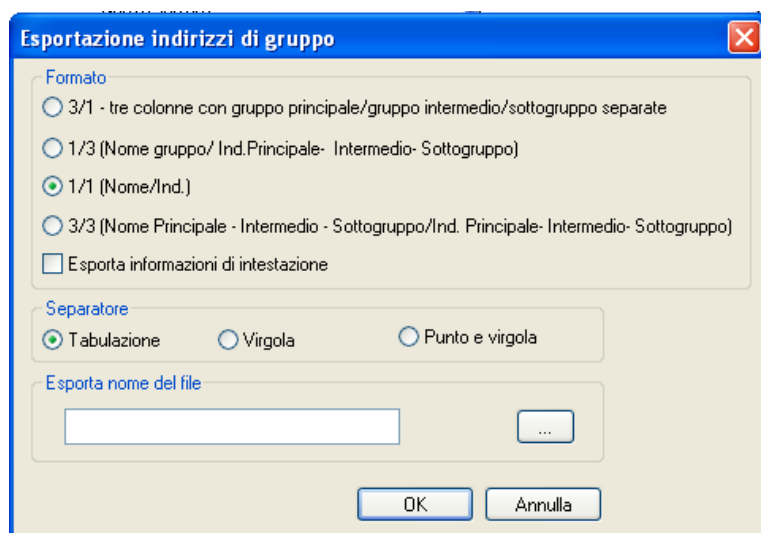 Esportazione indirizzi di gruppo
Formato
3/1 - tre colonne con gruppo principale/gruppo intermedio/sottogruppo separate
1/3 (Nome gruppo/ Ind.Principale- Intermedio- Sottogruppo)
1/1 (Nome/Ind.)
3/3 (Nome Principale - Intermedio - Sottogruppo/Ind. Principale- Intermedio- Sottogruppo)
Esporta informazioni di intestazione
Separatore
Tabulazione Virgola Punto e virgola
Esporta nome del file
...
OK Annulla